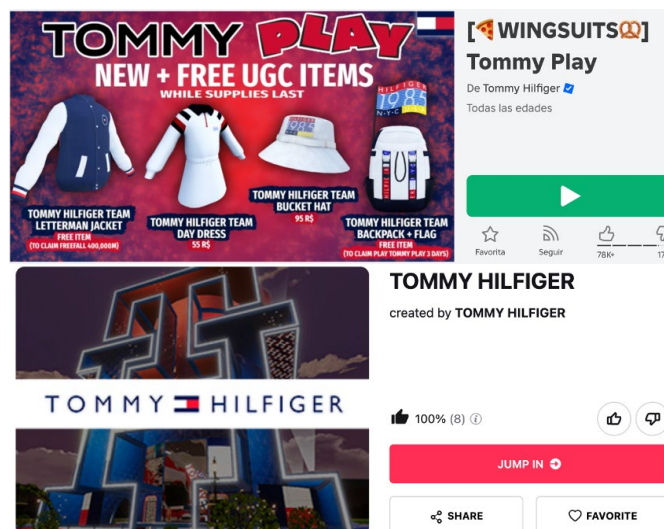 TOMMY PLAY
NEW + FREE UGC ITEMS
WHILE SUPPLIES LAST
HILFIGER
1985
N·Y·C
1985
TOMMY HILFIGER TEAM
LETTERMAN JACKET
FREE ITEM
(TO CLAIM FREEFALL 400,000M)
TOMMY HILFIGER TEAM
DAY DRESS
55 R$
TOMMY HILFIGER TEAM
BUCKET HAT
95 R$
TOMMY HILFIGER TEAM
BACKPACK + FLAG
FREE ITEM
(TO CLAIM PLAY TOMMY PLAY 3 DAYS)
[🍕WINGSUITS🥨]
Tommy Play
De Tommy Hilfiger
Todas las edades
Favorita
Seguir
78K+
TOMMY HILFIGER
TOMMY HILFIGER
created by TOMMY HILFIGER
100% (8)
JUMP IN
SHARE
FAVORITE